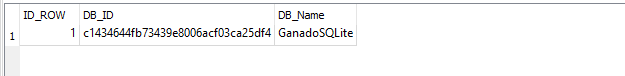 ID_ROW DB_ID DB_Name
1 1 c1434644fb73439e8006acf03ca25df4 GanadoSQLite